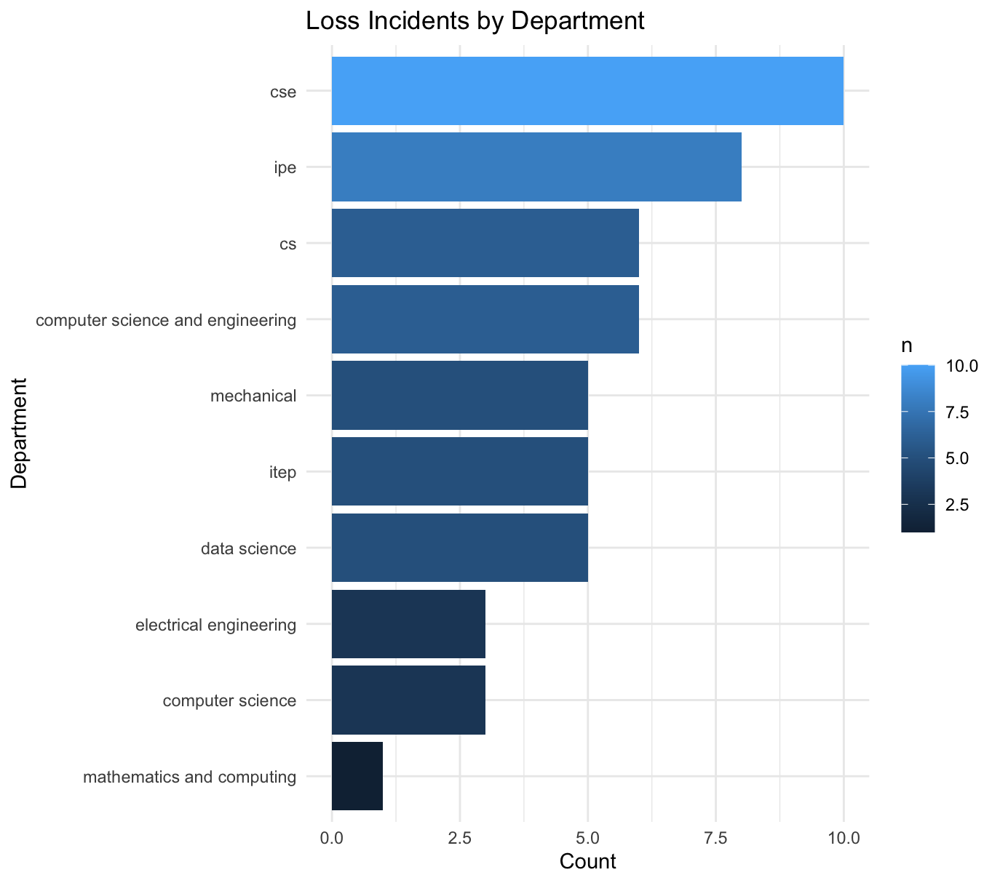 Loss Incidents by Department
cse
ipe
cs
computer science and engineering
mechanical
itep
data science
electrical engineering
computer science
mathematics and computing
Department
0.0 2.5 5.0 7.5 10.0
Count
n
10.0
7.5
5.0
2.5